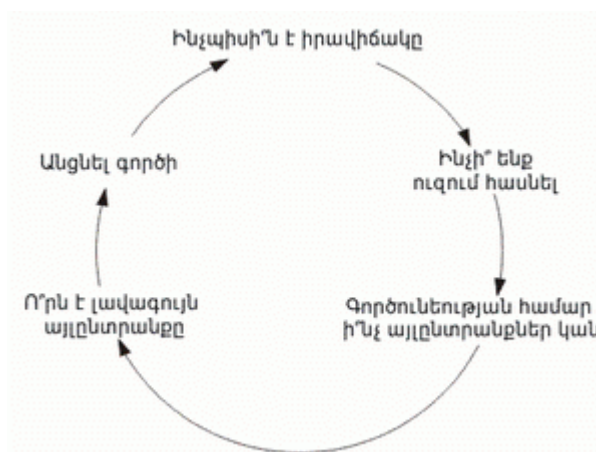 Ինչպիսի՞ն է իրավիճակը
Ինչի՞ ենք
ուզում հասնել
Գործունեության համար
ի՞նչ այլընտրանքներ կան
Ո՞րն է լավագույն
այլընտրանքը
Անցնել գործի